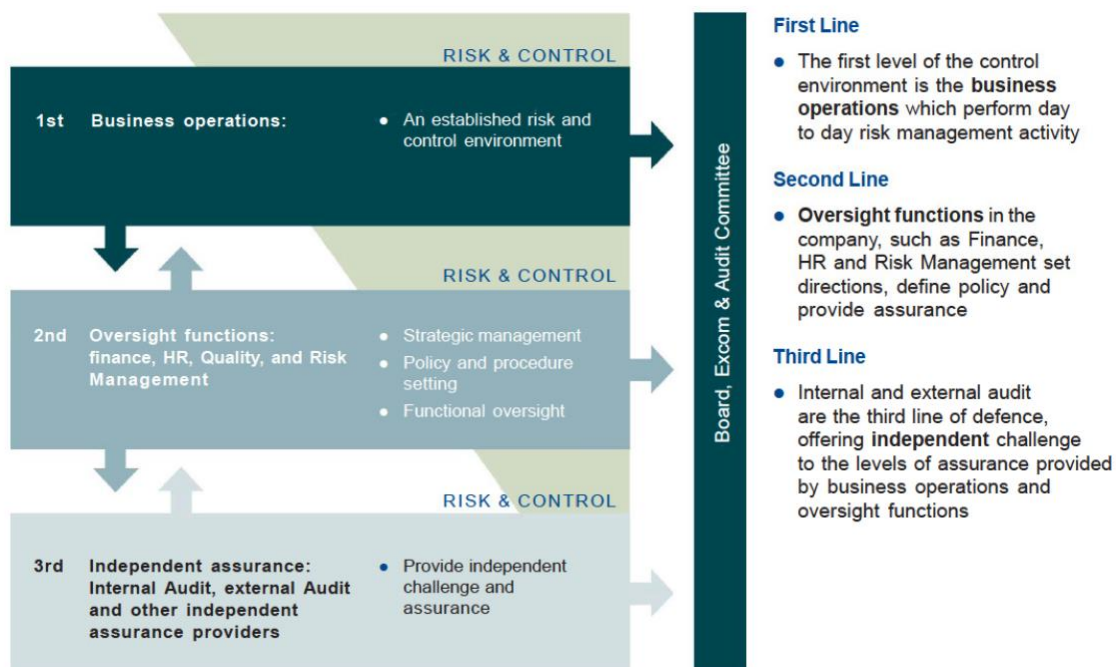 RISK & CONTROL
1st Business operations:
• An established risk and
control environment
RISK & CONTROL
2nd Oversight functions:
finance, HR, Quality, and Risk
Management
• Strategic management
• Policy and procedure
setting
• Functional oversight
RISK & CONTROL
3rd Independent assurance:
Internal Audit, external Audit
and other independent
assurance providers
• Provide independent
challenge and
assurance
Board, Excom & Audit Committee
First Line
• The first level of the control
environment is the business
operations which perform day
to day risk management activity
Second Line
• Oversight functions in the
company, such as Finance,
HR and Risk Management set
directions, define policy and
provide assurance
Third Line
• Internal and external audit
are the third line of defence,
offering independent challenge
to the levels of assurance provided
by business operations and
oversight functions